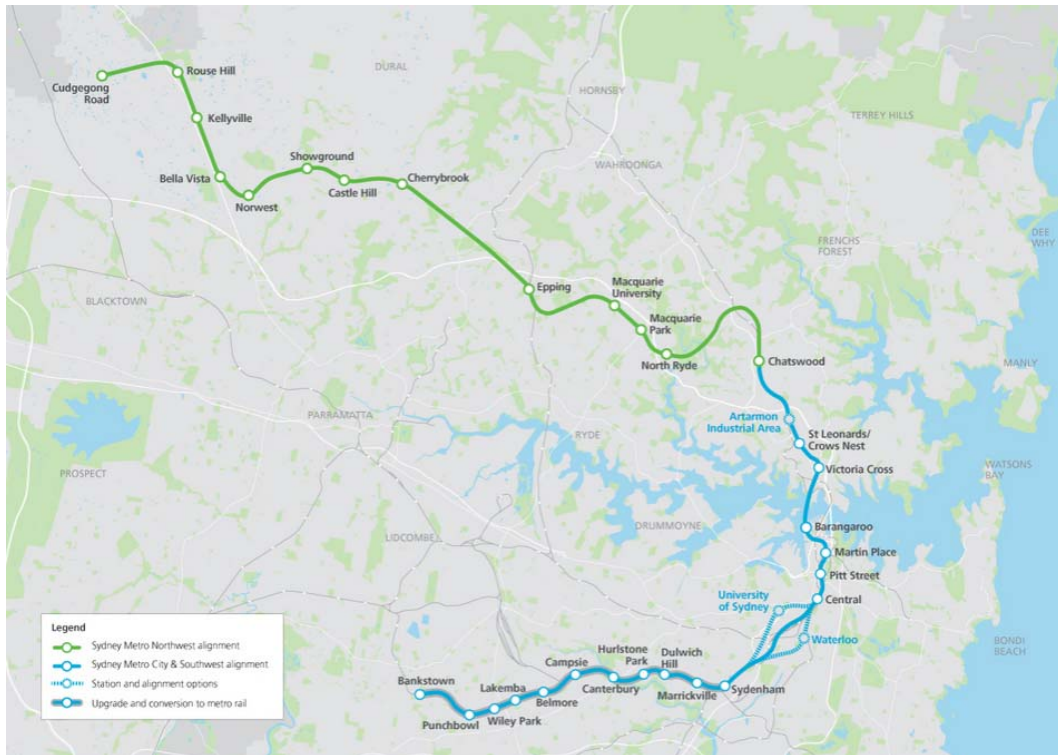 DURAL
HORNSBY
TERREY HILLS
WAHROONGA
Cudgegong
Road
Rouse Hill
Kellyville
Bella Vista
Norwest
Showground
Castle Hill
Cherrybrook
DEE
WHY
FRENCHS
FOREST
BLACKTOWN
Epping
Macquarie
University
Macquarie
Park
North Ryde
Chatswood
MANLY
PARRAMATTA
RYDE
Artarmon
Industrial Area
St Leonards/
Crows Nest
Victoria Cross
PROSPECT
WATSONS
BAY
DRUMMOYNE
LIDCOMBE
Barangaroo
Martin Place
Pitt Street
Central
University
of Sydney
Waterloo
BONDI
BEACH
Legend
Sydney Metro Northwest alignment
Sydney Metro City & Southwest alignment
Station and alignment options
Upgrade and conversion to metro rail
Bankstown
Punchbowl
Wiley Park
Lakemba
Belmore
Campsie
Canterbury
Hurlstone
Park
Dulwich
Hill
Marrickville
Sydenham